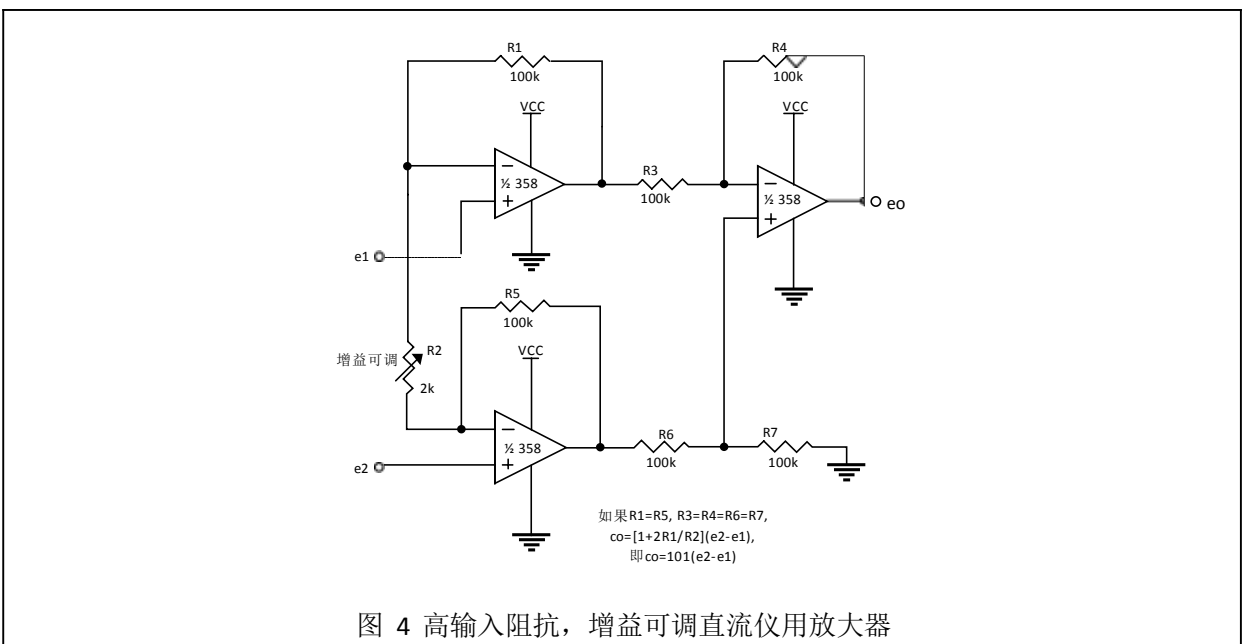 R1
100k
VCC
½ 358
e1
R3
100k
R4
100k
VCC
½ 358
eo
R5
100k
增益可调
R2
2k
VCC
½ 358
e2
R6
100k
R7
100k
如果R1=R5, R3=R4=R6=R7,
co=[1+2R1/R2](e2-e1),
即co=101(e2-e1)
图 4 高输入阻抗，增益可调直流仪用放大器